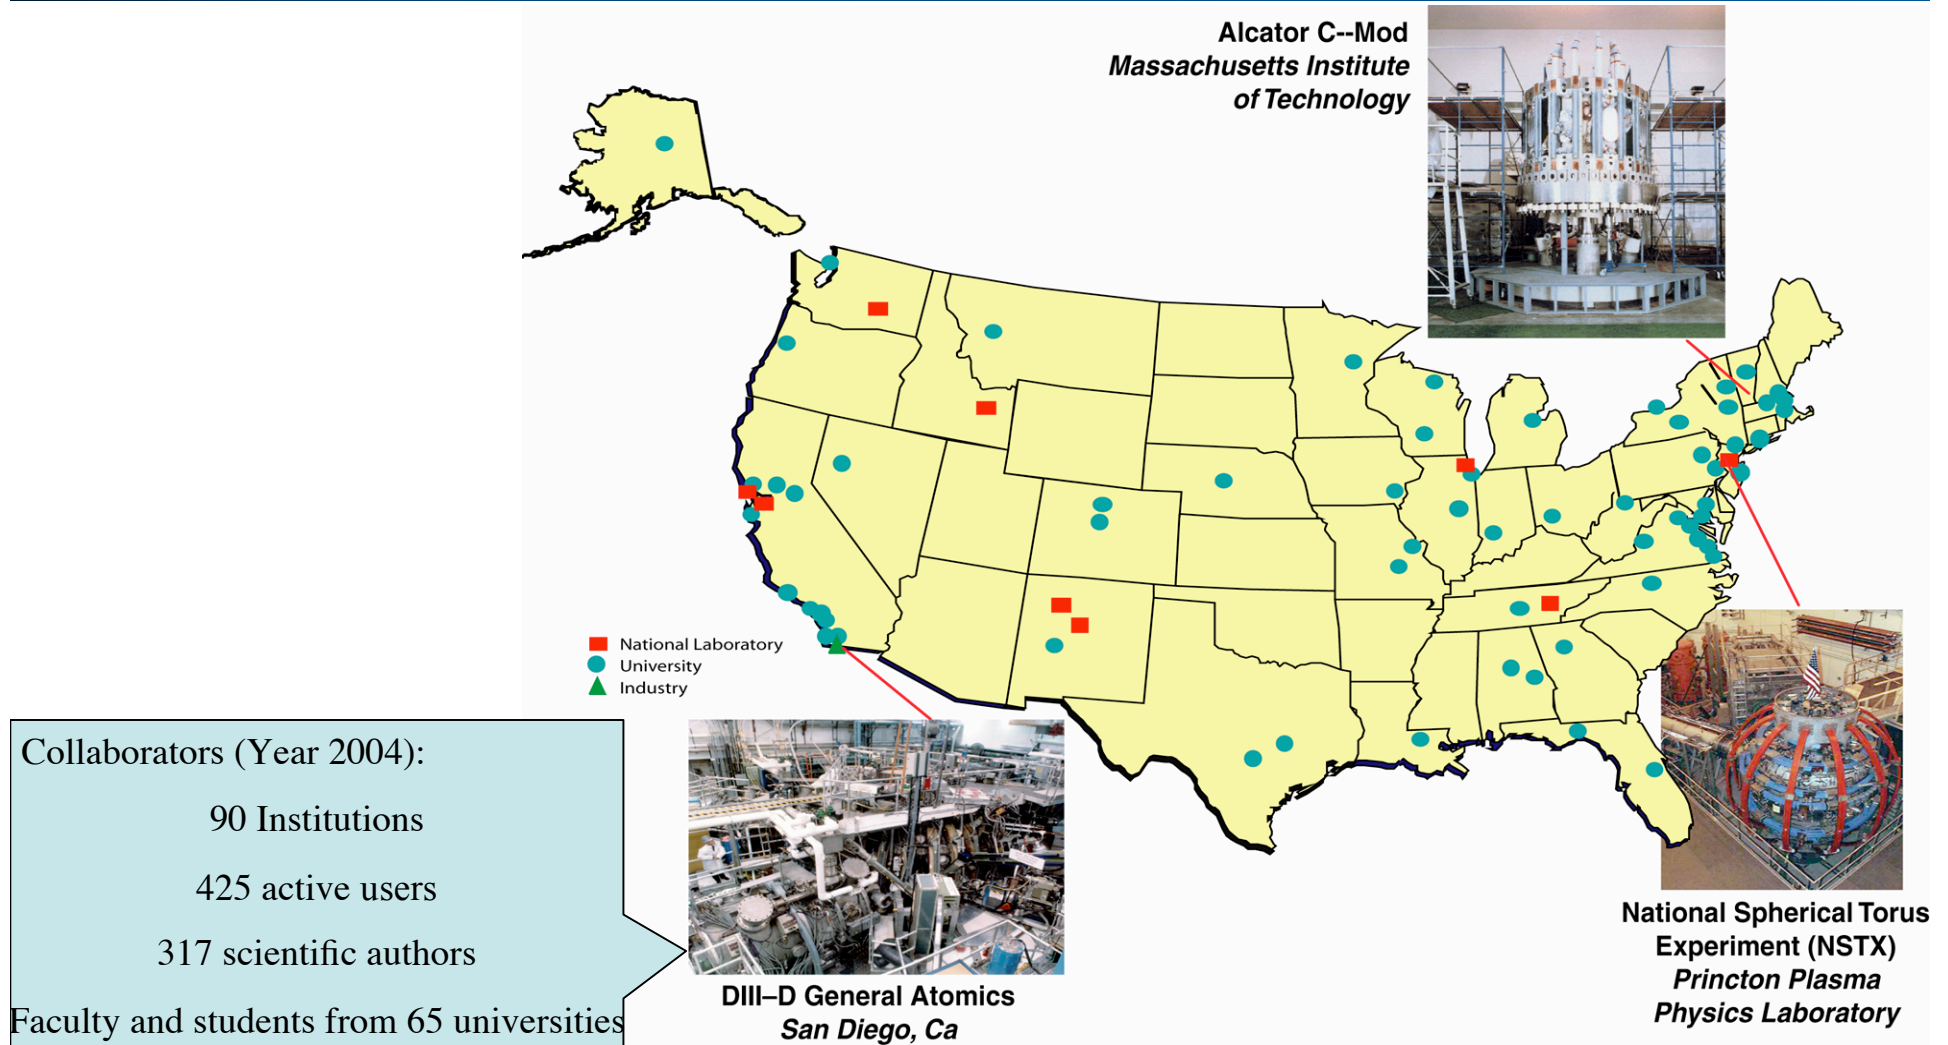 Alcator C--Mod
Massachusetts Institute
of Technology
National Laboratory
University
Industry
Collaborators (Year 2004):
90 Institutions
425 active users
317 scientific authors
Faculty and students from 65 universities
DIII–D General Atomics
San Diego, Ca
National Spherical Torus
Experiment (NSTX)
Princton Plasma
Physics Laboratory